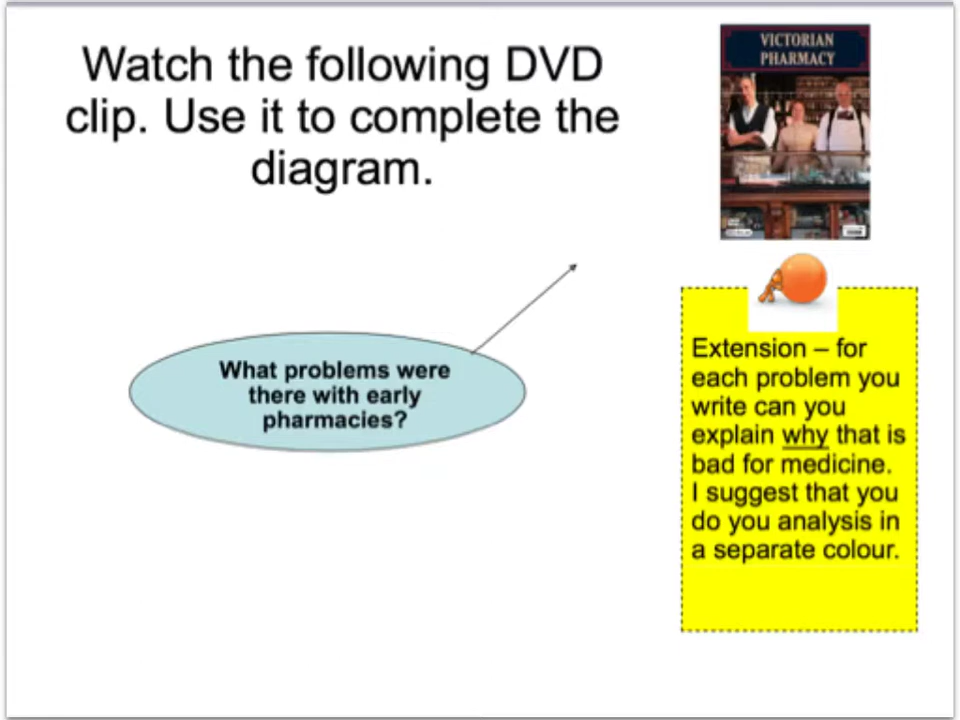 Watch the following DVD
clip. Use it to complete the
diagram.
VICTORIAN
PHARMACY
What problems were
there with early
pharmacies?
Extension – for
each problem you
write can you
explain why that is
bad for medicine.
I suggest that you
do you analysis in
a separate colour.